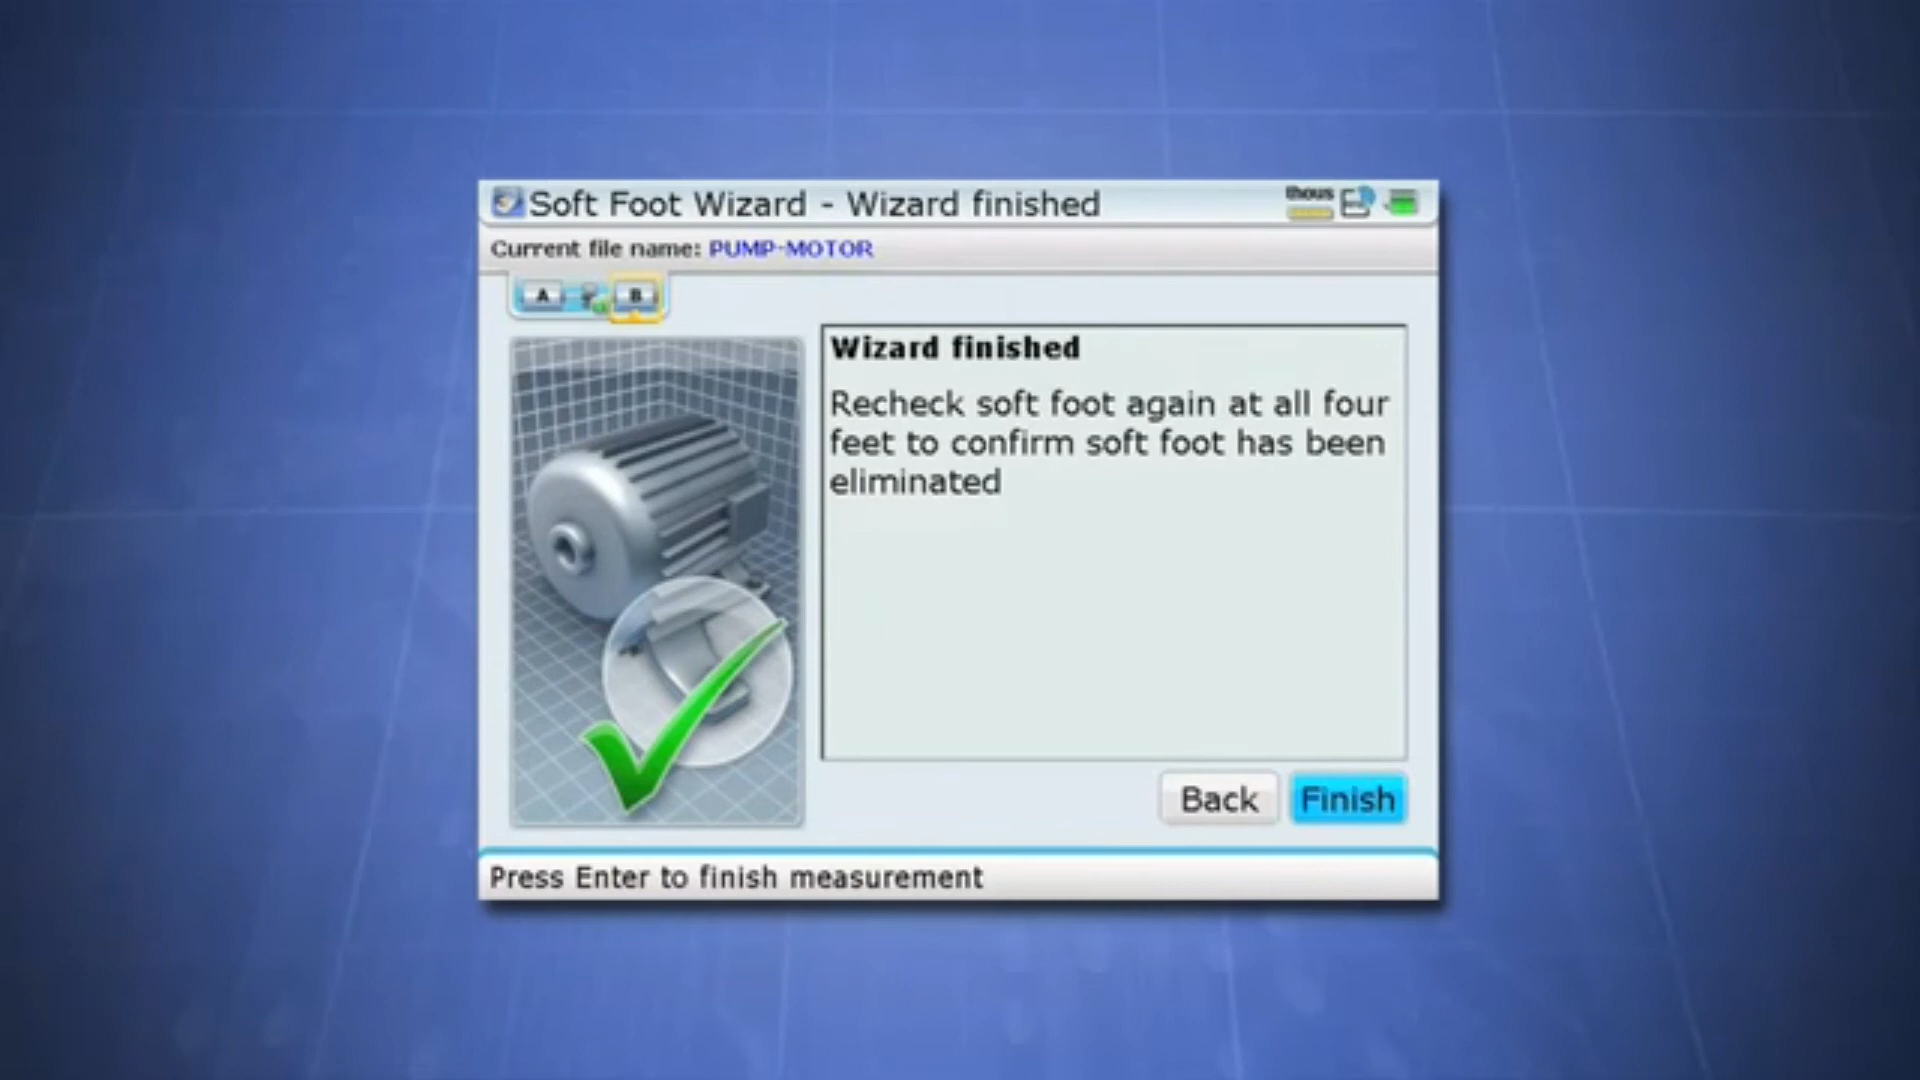 Soft Foot Wizard - Wizard finished
thous
Current file name: PUMP-MOTOR
A B
Wizard finished
Recheck soft foot again at all four
feet to confirm soft foot has been
eliminated
Back Finish
Press Enter to finish measurement